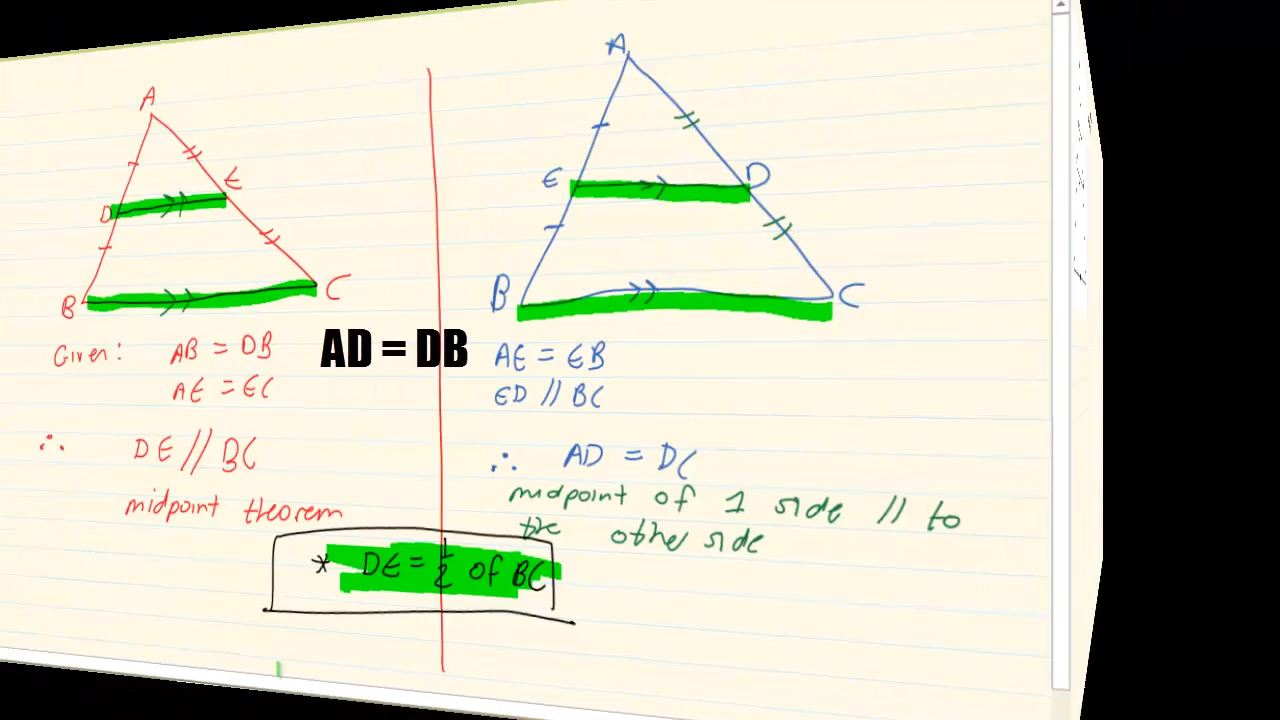 A
E
D
B
C
Given: AB = DB
AE = EC
∴ DE // BC
midpoint theorem
AD = DB
A
E
D
B
C
AE = EB
ED // BC
∴ AD = DC
midpoint of 1 side // to
the other side
* DE = 1/2 of BC